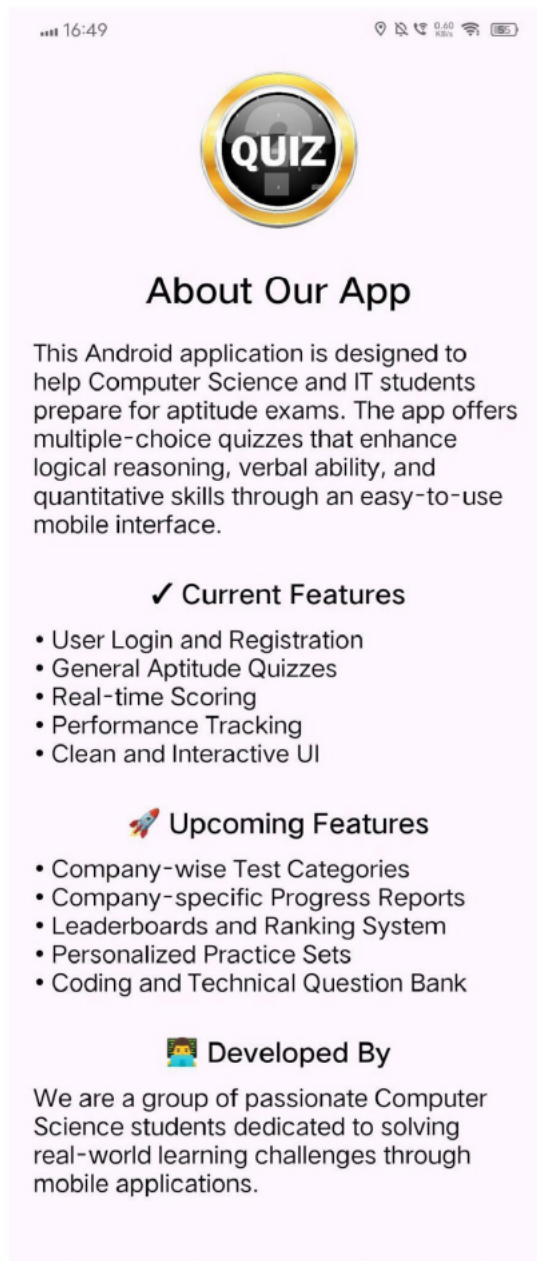 16:49
0.60
KB/s
55
QUIZ
About Our App
This Android application is designed to
help Computer Science and IT students
prepare for aptitude exams. The app offers
multiple-choice quizzes that enhance
logical reasoning, verbal ability, and
quantitative skills through an easy-to-use
mobile interface.
✓ Current Features
• User Login and Registration
• General Aptitude Quizzes
• Real-time Scoring
• Performance Tracking
• Clean and Interactive UI
🚀 Upcoming Features
• Company-wise Test Categories
• Company-specific Progress Reports
• Leaderboards and Ranking System
• Personalized Practice Sets
• Coding and Technical Question Bank
👨‍💻 Developed By
We are a group of passionate Computer
Science students dedicated to solving
real-world learning challenges through
mobile applications.